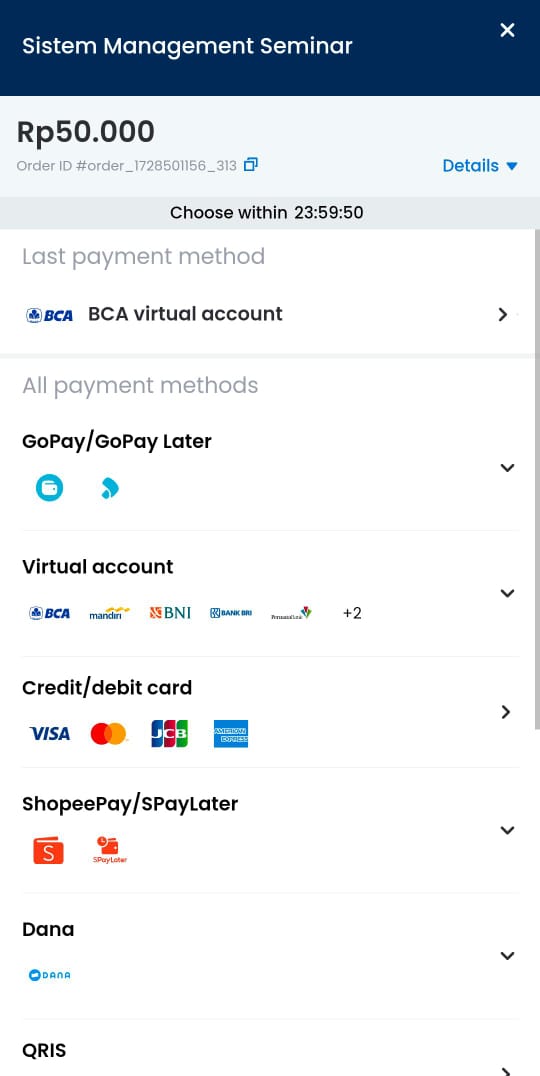 Sistem Management Seminar
Rp50.000
Order ID #order_1728501156_313
Details
Choose within 23:59:50
Last payment method
BCA BCA virtual account
All payment methods
GoPay/GoPay Later
Virtual account
BCA mandiri BNI BANK BRI PermataBank +2
Credit/debit card
VISA JCB AMERICAN EXPRESS
ShopeePay/SPayLater
S SPayLater
Dana
DANA
QRIS